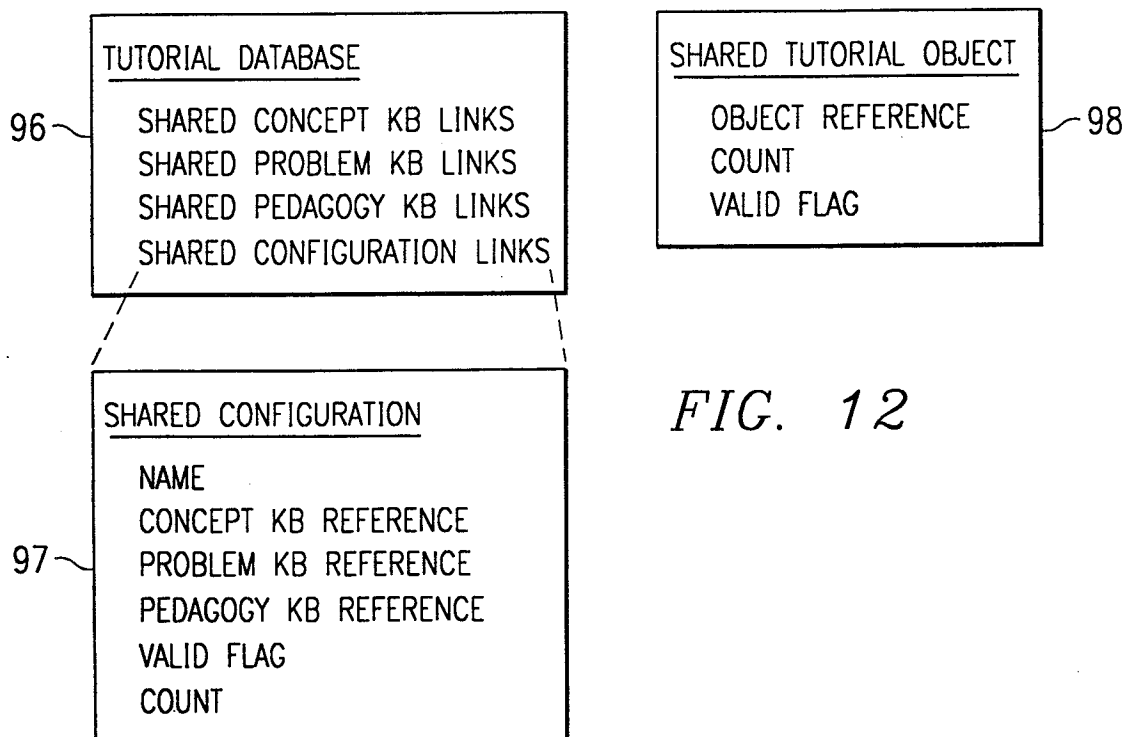 TUTORIAL DATABASE
96
SHARED CONCEPT KB LINKS
SHARED PROBLEM KB LINKS
SHARED PEDAGOGY KB LINKS
SHARED CONFIGURATION LINKS
SHARED TUTORIAL OBJECT
OBJECT REFERENCE
98
COUNT
VALID FLAG
SHARED CONFIGURATION
NAME
CONCEPT KB REFERENCE
97
PROBLEM KB REFERENCE
PEDAGOGY KB REFERENCE
VALID FLAG
COUNT
FIG. 12